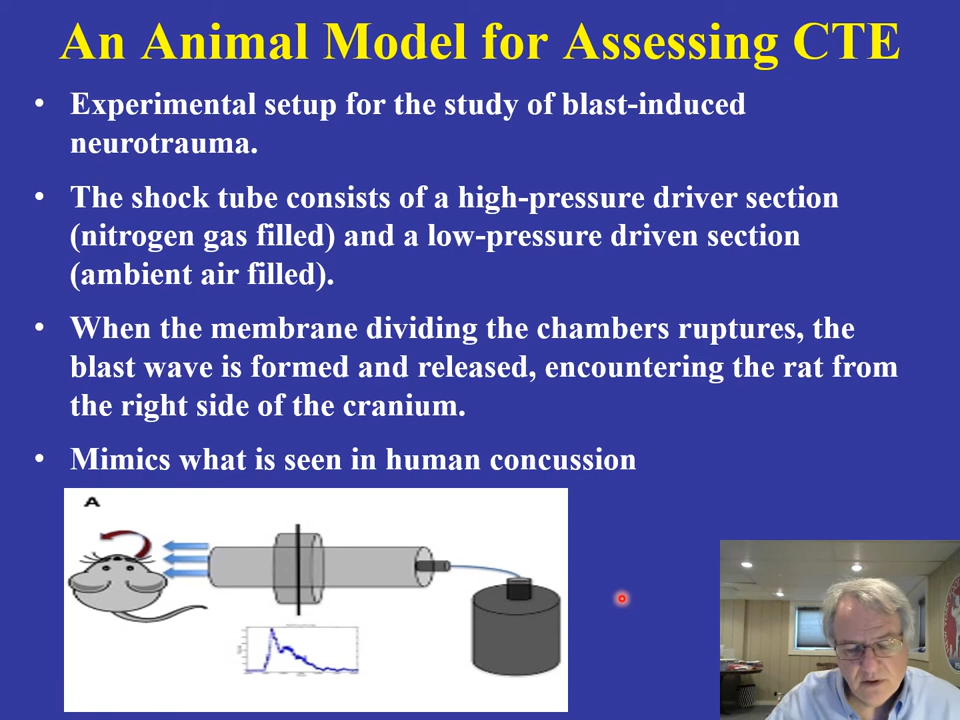 An Animal Model for Assessing CTE
• Experimental setup for the study of blast-induced
neurotrauma.
• The shock tube consists of a high-pressure driver section
(nitrogen gas filled) and a low-pressure driven section
(ambient air filled).
• When the membrane dividing the chambers ruptures, the
blast wave is formed and released, encountering the rat from
the right side of the cranium.
• Mimics what is seen in human concussion
A